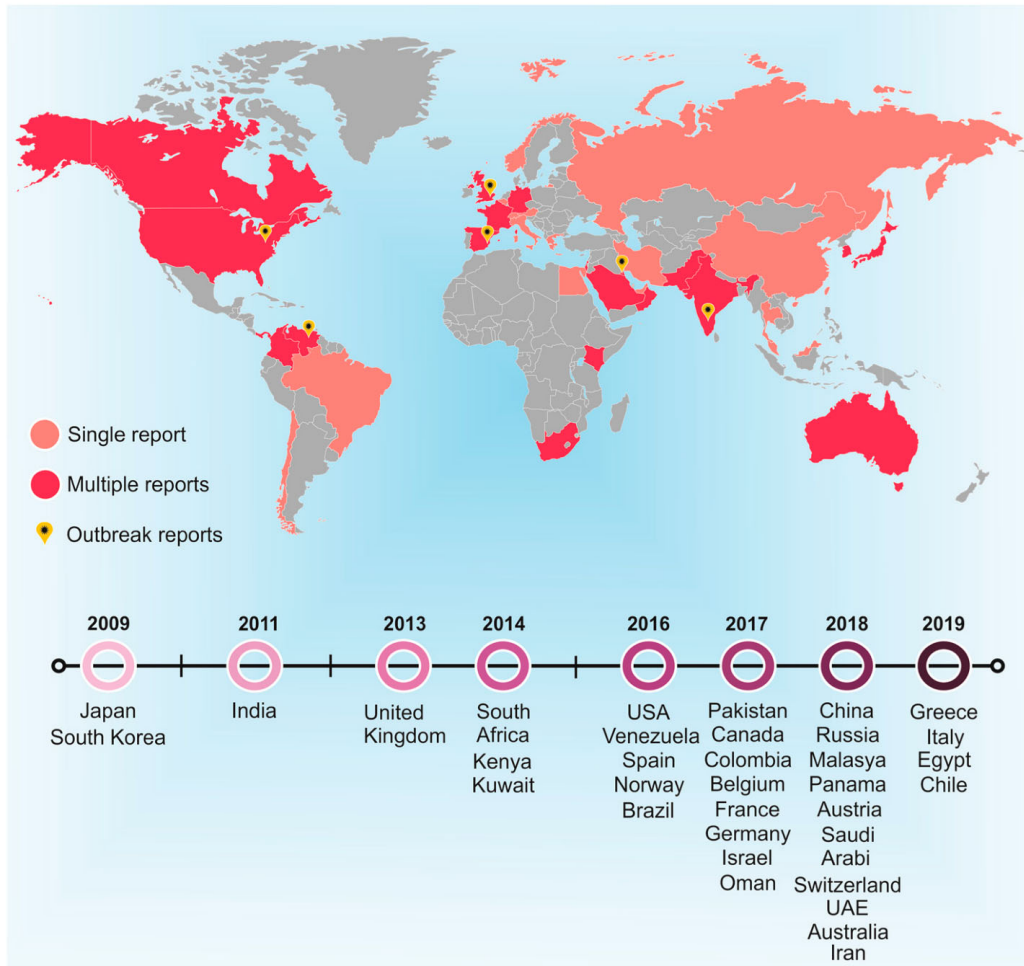 Single report
Multiple reports
Outbreak reports
2009
Japan
South Korea
2011
India
2013
United
Kingdom
2014
South
Africa
Kenya
Kuwait
2016
USA
Venezuela
Spain
Norway
Brazil
2017
Pakistan
Canada
Colombia
Belgium
France
Germany
Israel
Oman
2018
China
Russia
Malasya
Panama
Austria
Saudi
Arabi
Switzerland
UAE
Australia
Iran
2019
Greece
Italy
Egypt
Chile